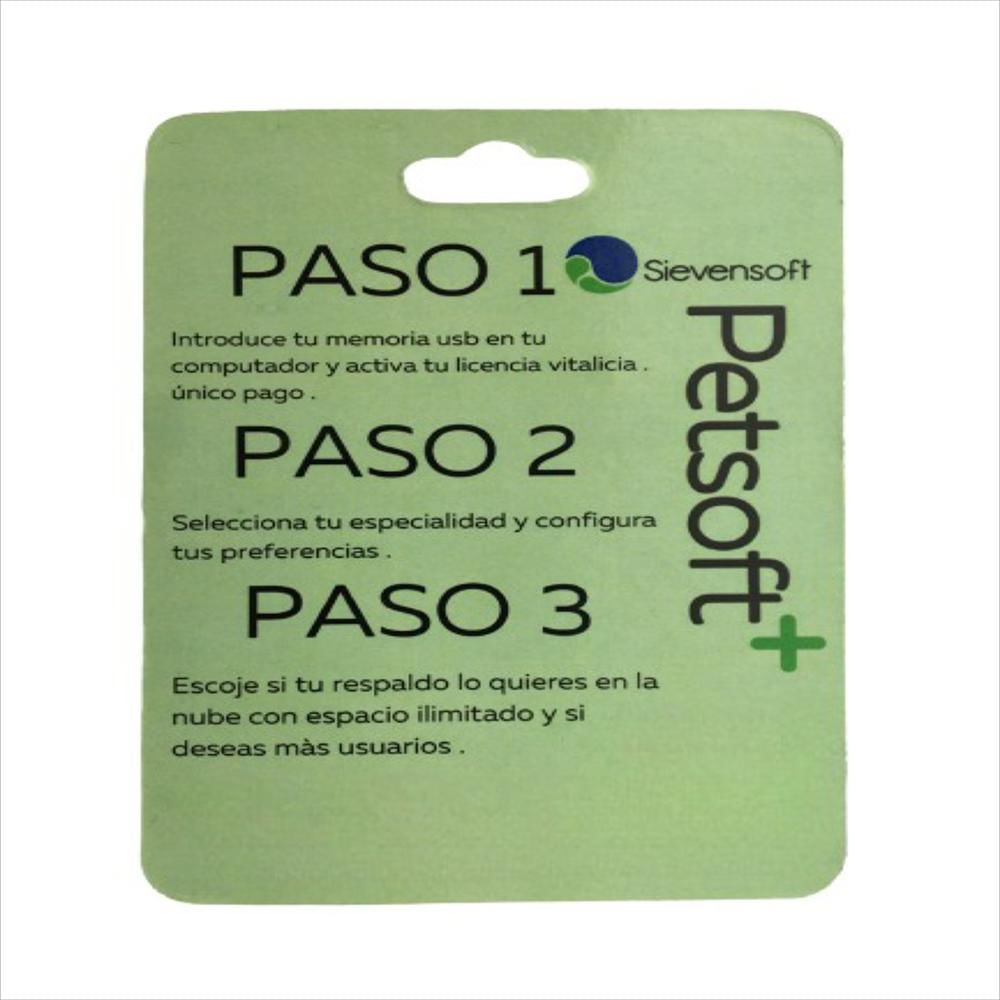 PASO 1
Sievensoft
Introduce tu memoria usb en tu
computador y activa tu licencia vitalicia .
único pago .
PASO 2
Selecciona tu especialidad y configura
tus preferencias .
PASO 3
Escoje si tu respaldo lo quieres en la
nube con espacio ilimitado y si
deseas màs usuarios .
Petsoft+